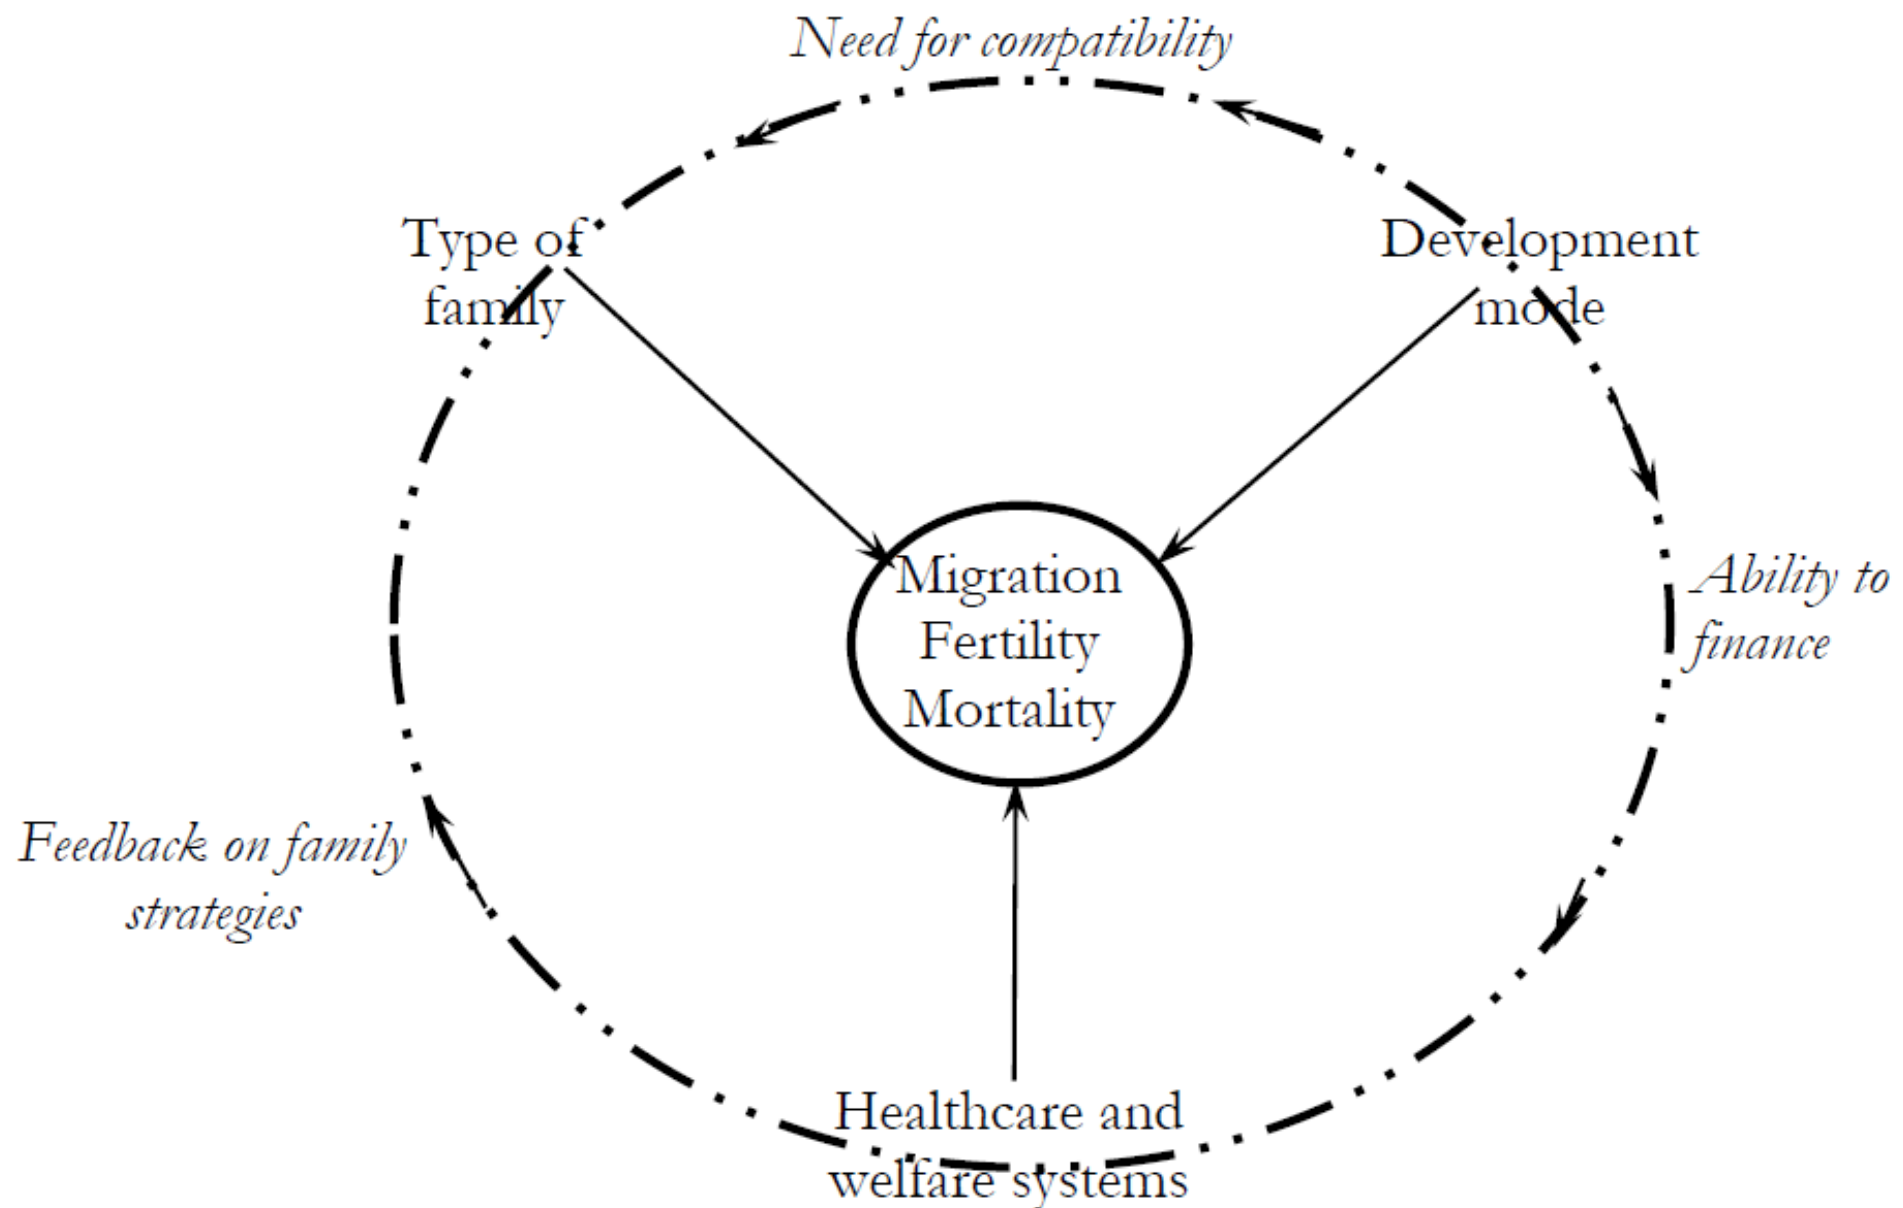 Need for compatibility
Type of
family
Development
mode
Migration
Fertility
Mortality
Ability to
finance
Feedback on family
strategies
Healthcare and
welfare systems